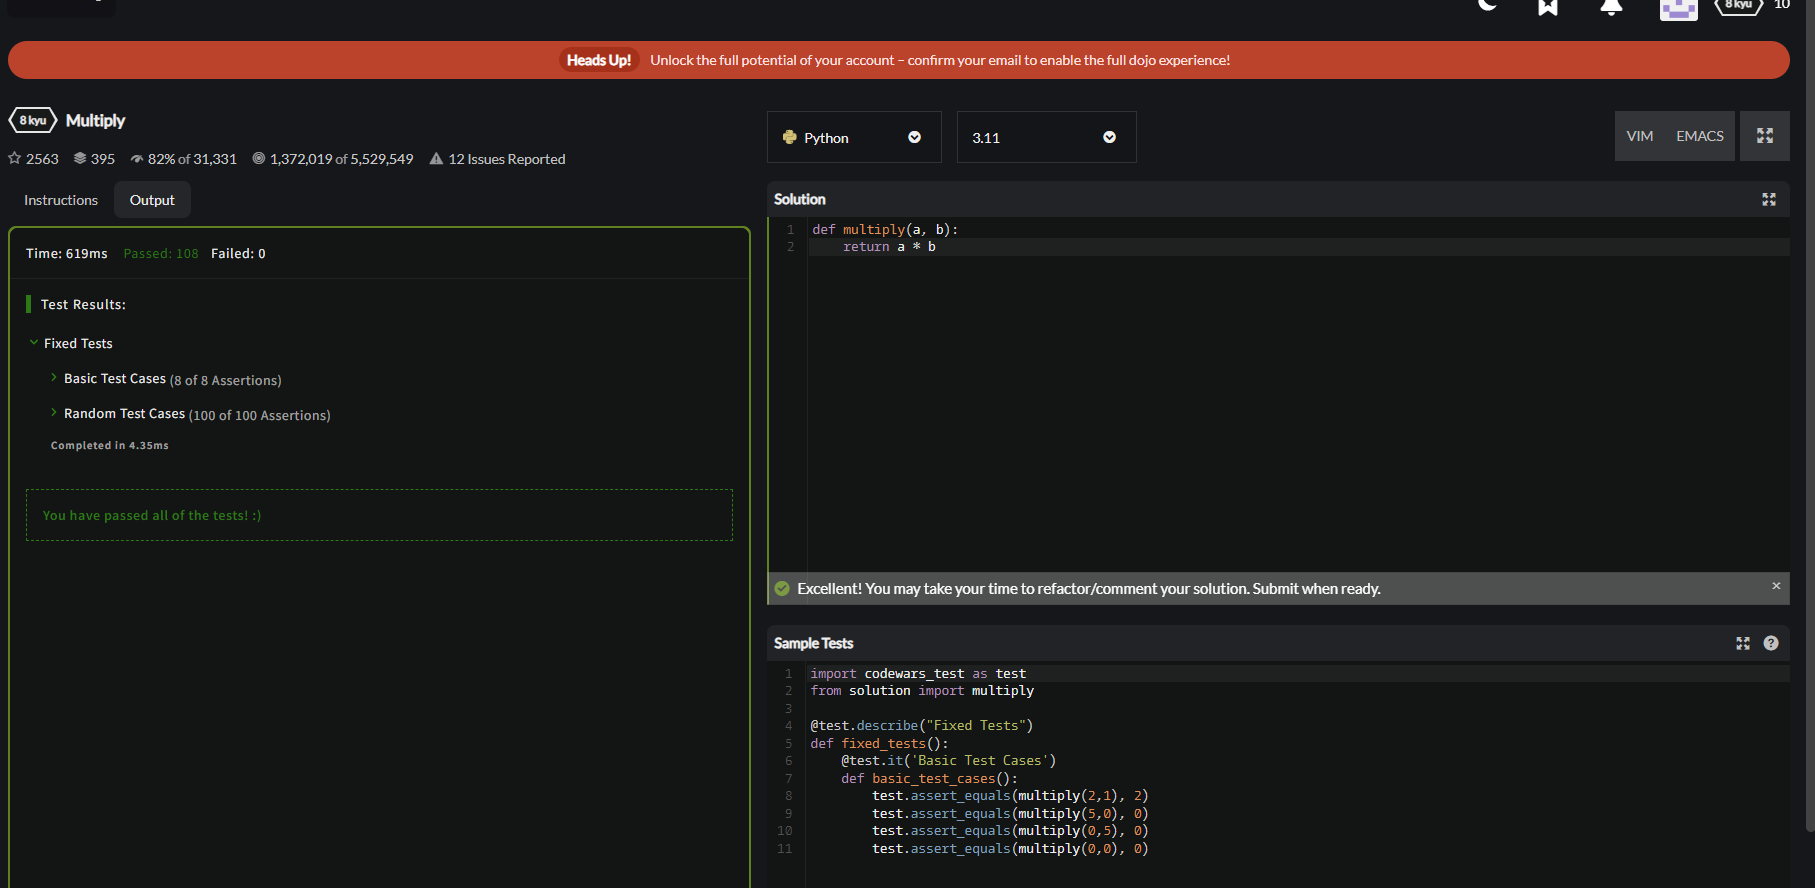 8 kyu 10
Heads Up! Unlock the full potential of your account – confirm your email to enable the full dojo experience!
8 kyu Multiply
2563 395 82% of 31,331 1,372,019 of 5,529,549 12 Issues Reported
Instructions Output
Time: 619ms Passed: 108 Failed: 0
Test Results:
Fixed Tests
Basic Test Cases (8 of 8 Assertions)
Random Test Cases (100 of 100 Assertions)
Completed in 4.35ms
You have passed all of the tests! :)
Python 3.11 VIM EMACS
Solution
1 def multiply(a, b):
2     return a * b
Excellent! You may take your time to refactor/comment your solution. Submit when ready. ×
Sample Tests ?
1 import codewars_test as test
2 from solution import multiply
3
4 @test.describe("Fixed Tests")
5 def fixed_tests():
6     @test.it('Basic Test Cases')
7     def basic_test_cases():
8         test.assert_equals(multiply(2,1), 2)
9         test.assert_equals(multiply(5,0), 0)
10         test.assert_equals(multiply(0,5), 0)
11         test.assert_equals(multiply(0,0), 0)